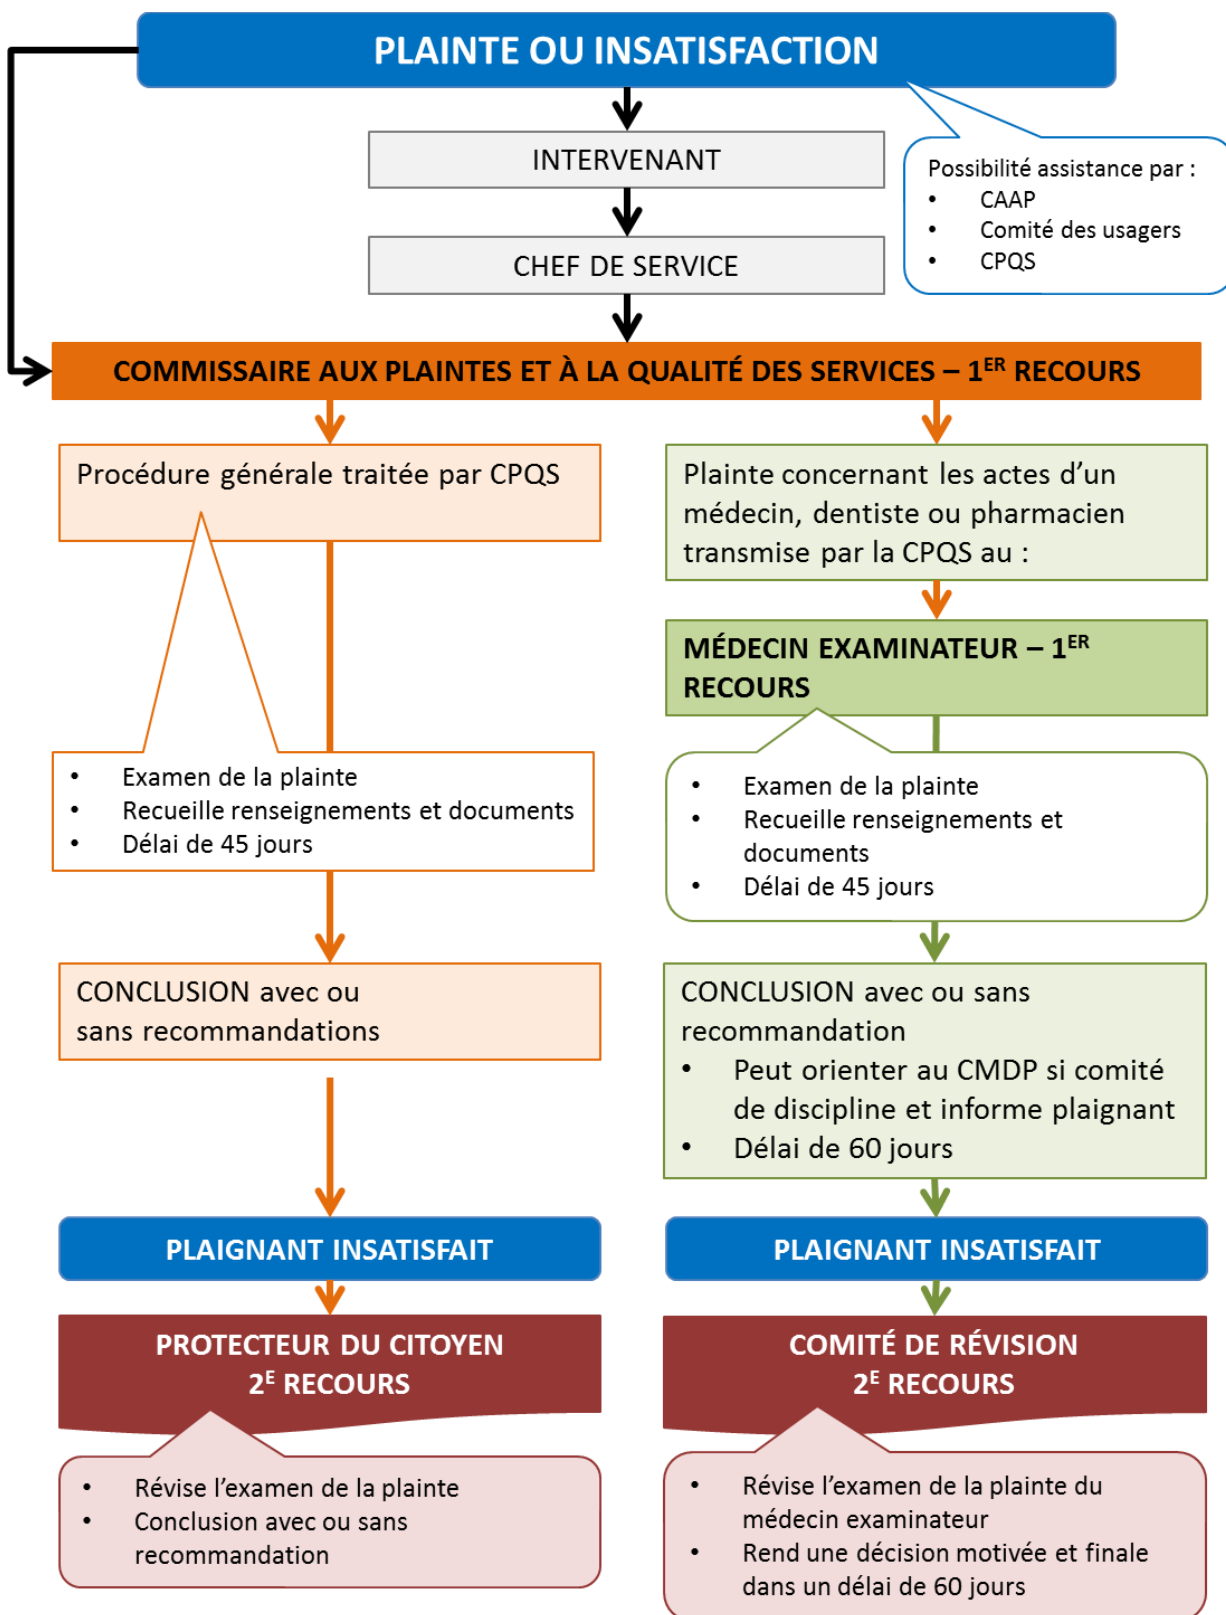 PLAINTE OU INSATISFACTION
INTERVENANT
Possibilité assistance par :
• CAAP
• Comité des usagers
• CPQS
CHEF DE SERVICE
COMMISSAIRE AUX PLAINTES ET À LA QUALITÉ DES SERVICES – 1ER RECOURS
Procédure générale traitée par CPQS
• Examen de la plainte
• Recueille renseignements et documents
• Délai de 45 jours
CONCLUSION avec ou
sans recommandations
PLAIGNANT INSATISFAIT
PROTECTEUR DU CITOYEN
2E RECOURS
• Révise l’examen de la plainte
• Conclusion avec ou sans
recommandation
Plainte concernant les actes d’un
médecin, dentiste ou pharmacien
transmise par la CPQS au :
MÉDECIN EXAMINATEUR – 1ER
RECOURS
• Examen de la plainte
• Recueille renseignements et
documents
• Délai de 45 jours
CONCLUSION avec ou sans
recommandation
• Peut orienter au CMDP si comité
de discipline et informe plaignant
• Délai de 60 jours
PLAIGNANT INSATISFAIT
COMITÉ DE RÉVISION
2E RECOURS
• Révise l’examen de la plainte du
médecin examinateur
• Rend une décision motivée et finale
dans un délai de 60 jours